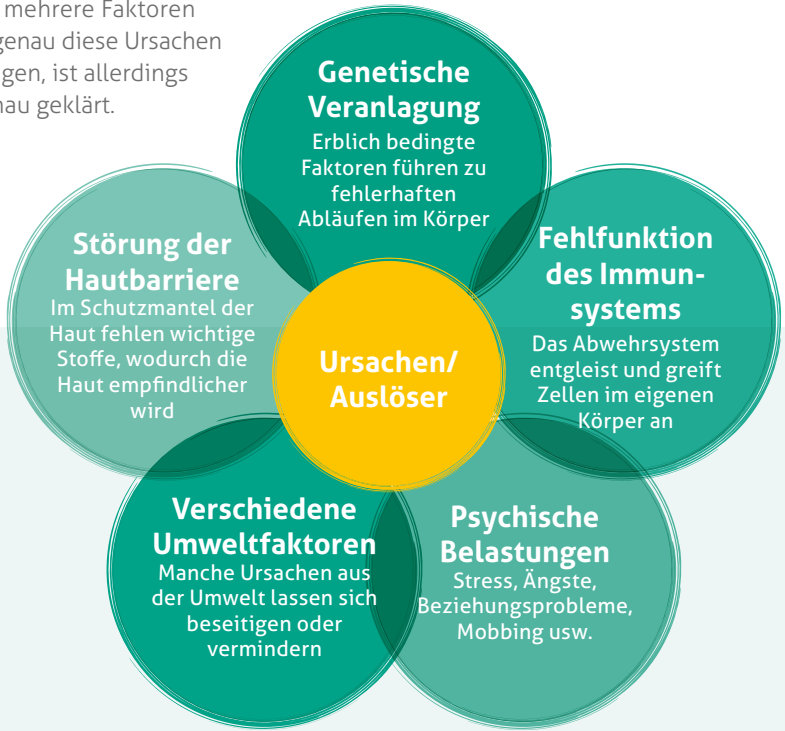 mehrere Faktoren
genau diese Ursachen
allerdings
geklärt.
Genetische
Veranlagung
Erblich bedingte
Faktoren führen zu
fehlerhaften
Abläufen im Körper
Fehlfunktion
des Immun-
systems
Das Abwehrsystem
entgleist und greift
Zellen im eigenen
Körper an
Psychische
Belastungen
Stress, Ängste,
Beziehungsprobleme,
Mobbing usw.
Verschiedene
Umweltfaktoren
Manche Ursachen aus
der Umwelt lassen sich
beseitigen oder
vermindern
Störung der
Hautbarriere
Im Schutzmantel der
Haut fehlen wichtige
Stoffe, wodurch die
Haut empfindlicher
wird
Ursachen/
Auslöser